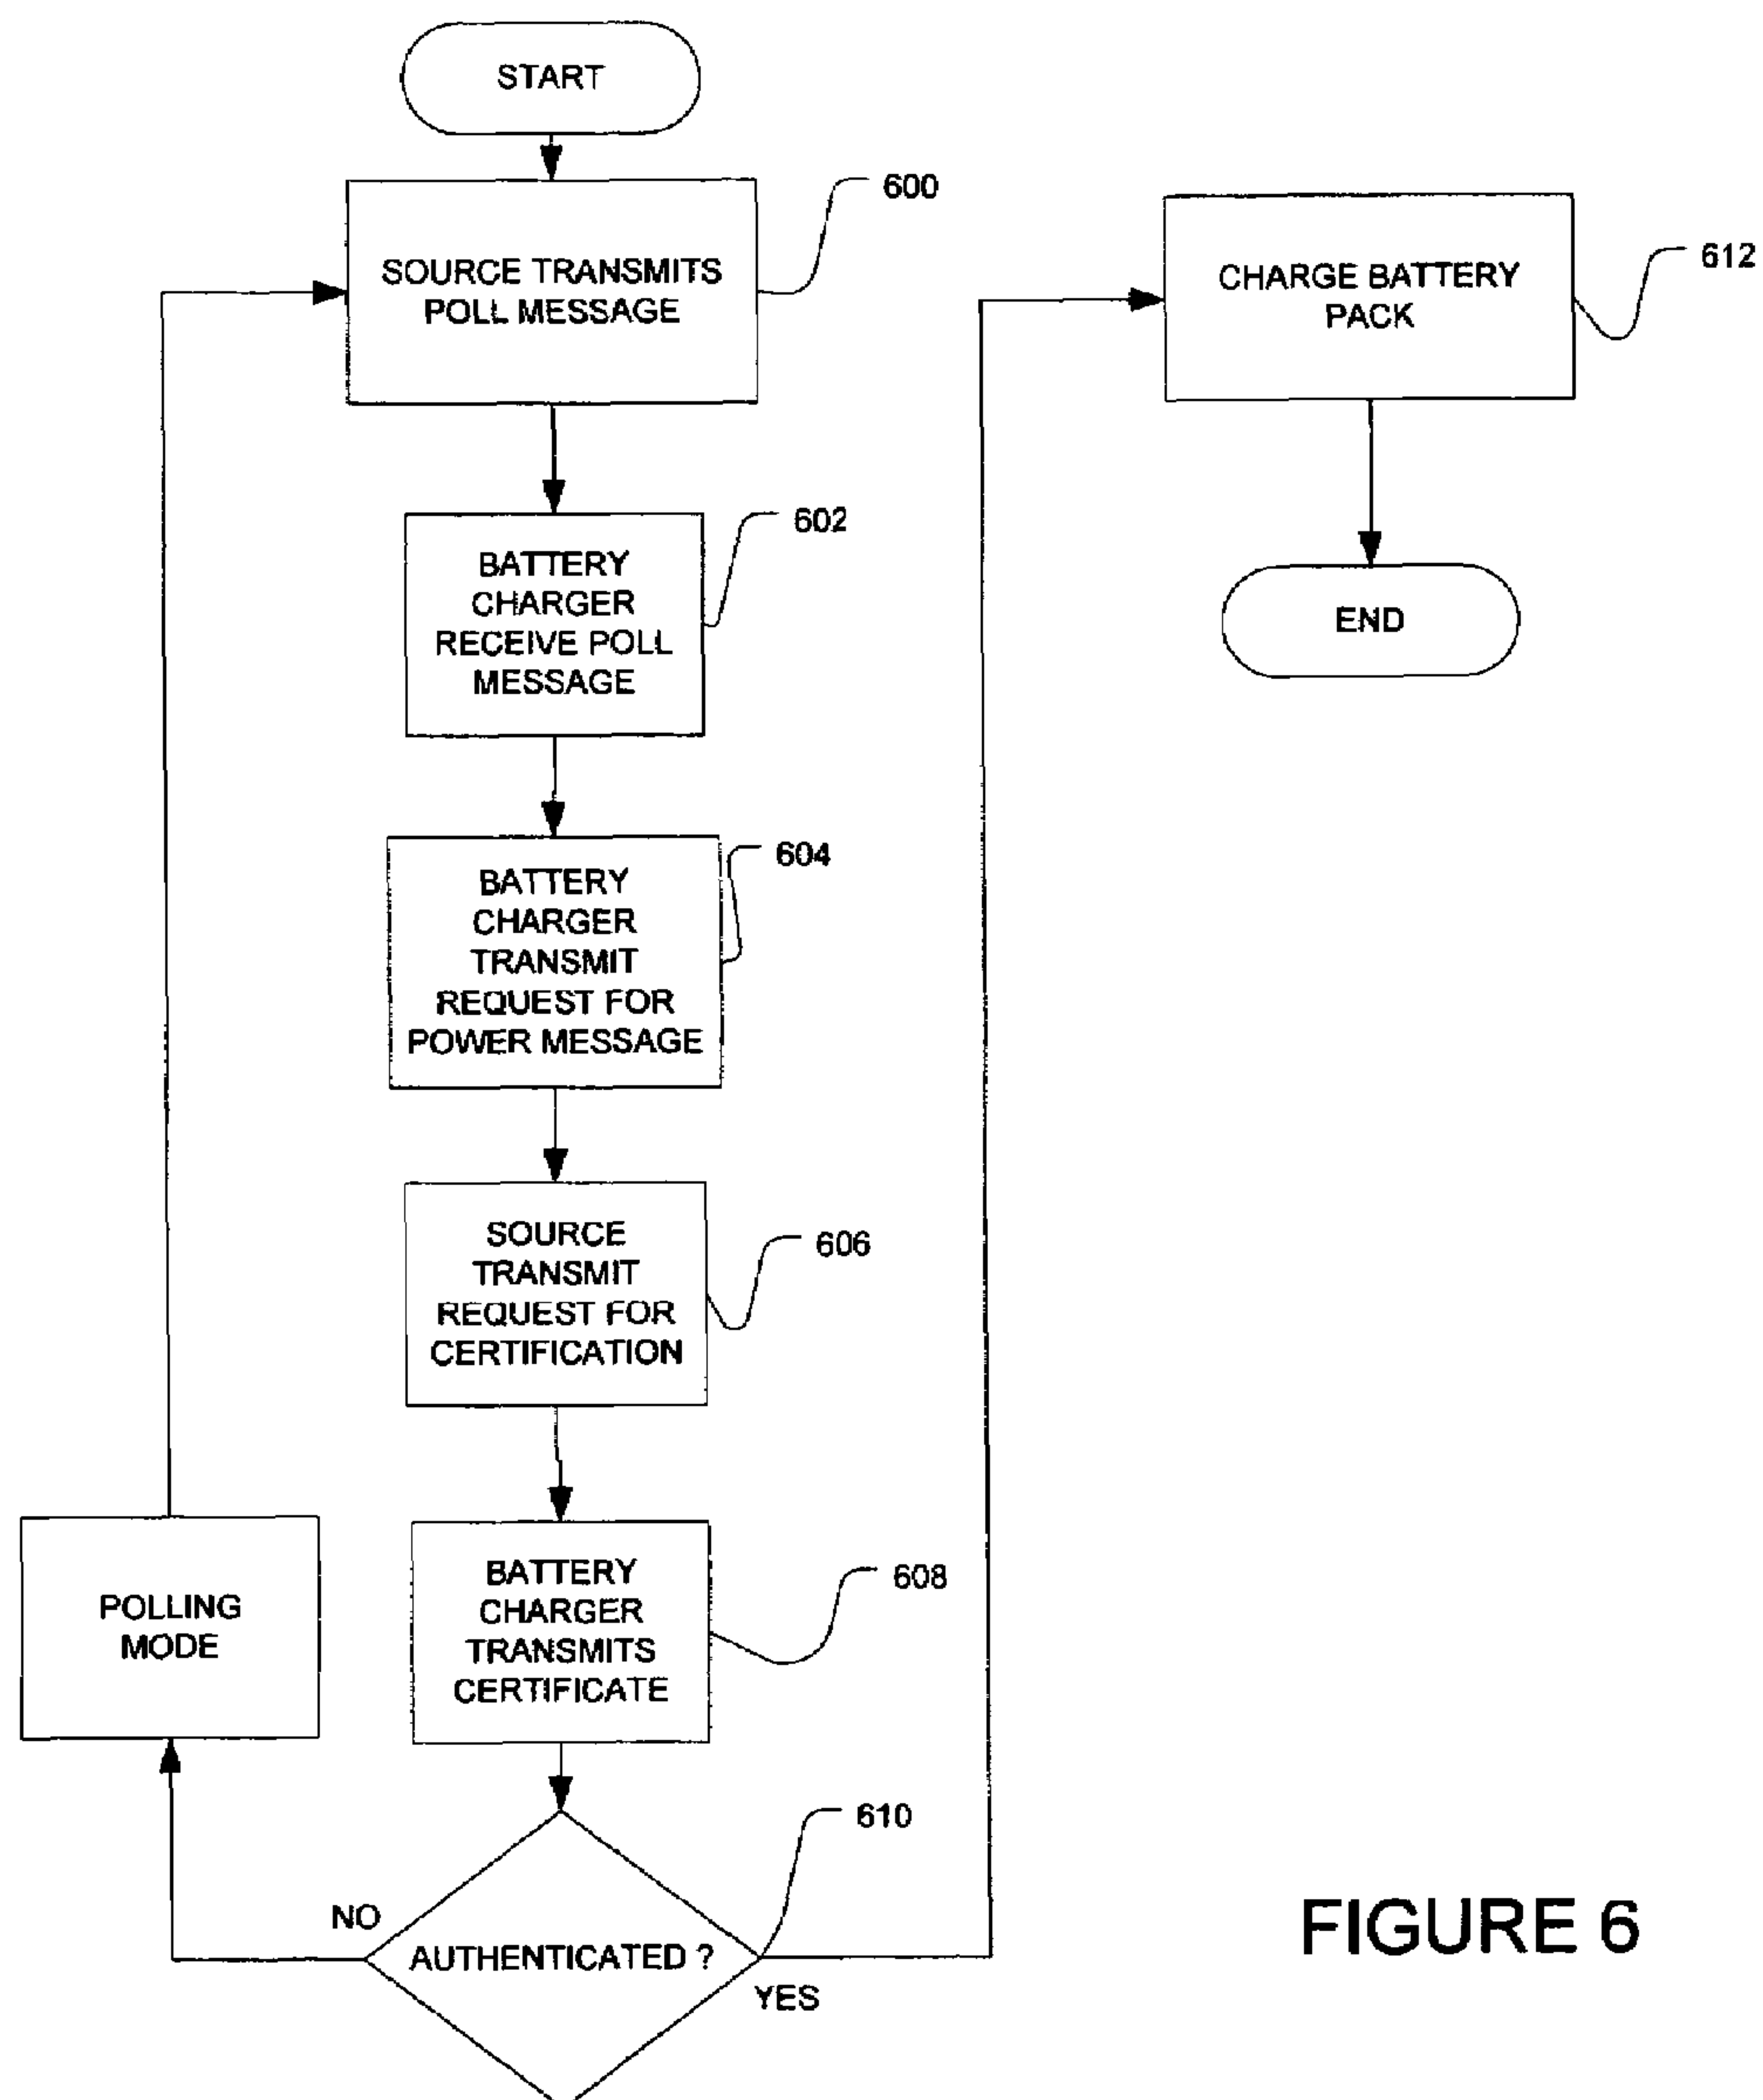 START
600
SOURCE TRANSMITS
POLL MESSAGE
602
BATTERY
CHARGER
RECEIVE POLL
MESSAGE
604
BATTERY
CHARGER
TRANSMIT
REQUEST FOR
POWER MESSAGE
606
SOURCE
TRANSMIT
REQUEST FOR
CERTIFICATION
608
BATTERY
CHARGER
TRANSMITS
CERTIFICATE
610
AUTHENTICATED ?
NO
YES
POLLING
MODE
612
CHARGE BATTERY
PACK
END
FIGURE 6